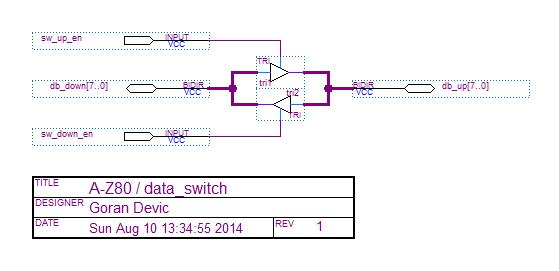 sw_up_en INPUT
VCC
TRI
db_down[7..0] BIDIR tri1 BIDIR db_up[7..0]
VCC VCC
tri2
TRI
sw_down_en INPUT
VCC
TITLE A-Z80 / data_switch
DESIGNER Goran Devic
DATE Sun Aug 10 13:34:55 2014 REV 1